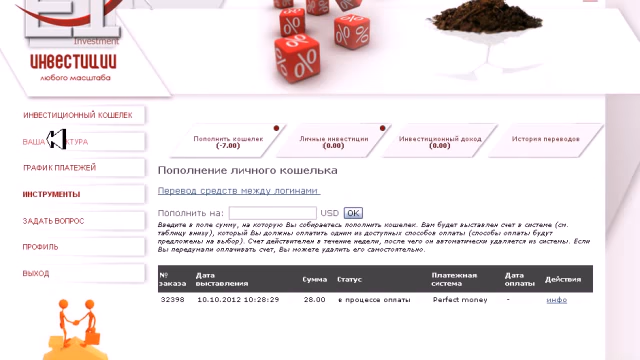 EI
Investment
ИНВЕСТИЦИИ
любого масштаба
ИНВЕСТИЦИОННЫЙ КОШЕЛЕК
ВАША
ТУРА
ГРАФИК ПЛАТЕЖЕЙ
ИНСТРУМЕНТЫ
ЗАДАТЬ ВОПРОС
ПРОФИЛЬ
ВЫХОД
Пополнить кошелек
(-7.00)
Личные инвестиции
(0.00)
Инвестиционный доход
(0.00)
История переводов
Пополнение личного кошелька
Перевод средств между логинами
Пополнить на: USD OK
Введите в поле сумму, на которую Вы собираетесь пополнить кошелек. Вам будет выставлен счет в системе (см.
таблицу внизу), который Вы должны оплатить одним из доступных способов оплаты (способы оплаты будут
предложены на выбор). Счет действителен в течение недели, после чего он автоматически удаляется из системы. Если
Вы передумали оплачивать счет, Вы можете удалить его самостоятельно.
№ заказа Дата выставления Сумма Статус Платежная система Дата оплаты Действия
32398 10.10.2012 10:28:29 28.00 в процессе оплаты Perfect money - инфо